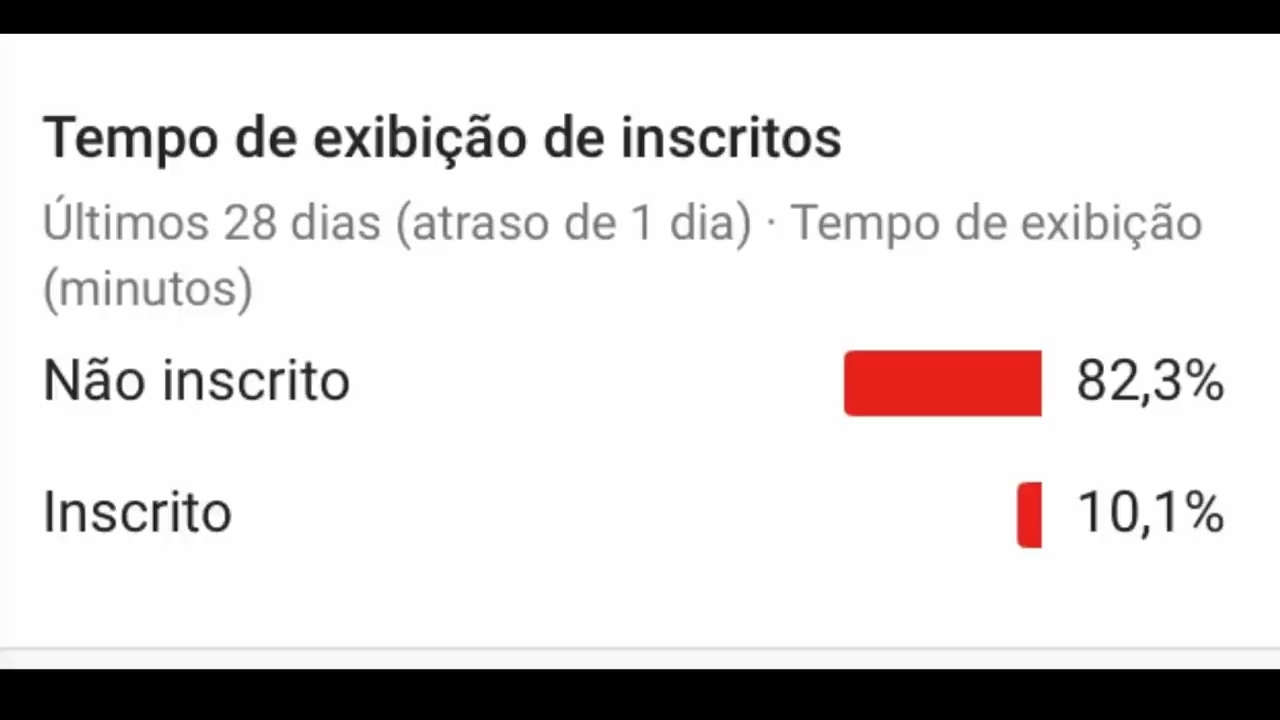 Tempo de exibição de inscritos
Últimos 28 dias (atraso de 1 dia) · Tempo de exibição
(minutos)
Não inscrito 82,3%
Inscrito 10,1%